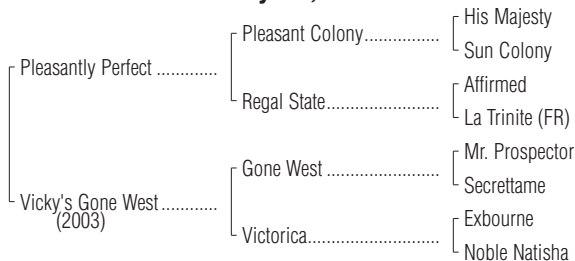 His Majesty
Pleasant Colony................
Sun Colony
Pleasantly Perfect .............
Affirmed
Regal State........................
La Trinite (FR)
Mr. Prospector
Gone West ........................
Secrettame
Vicky's Gone West ............
(2003)
Exbourne
Victorica............................
Noble Natisha